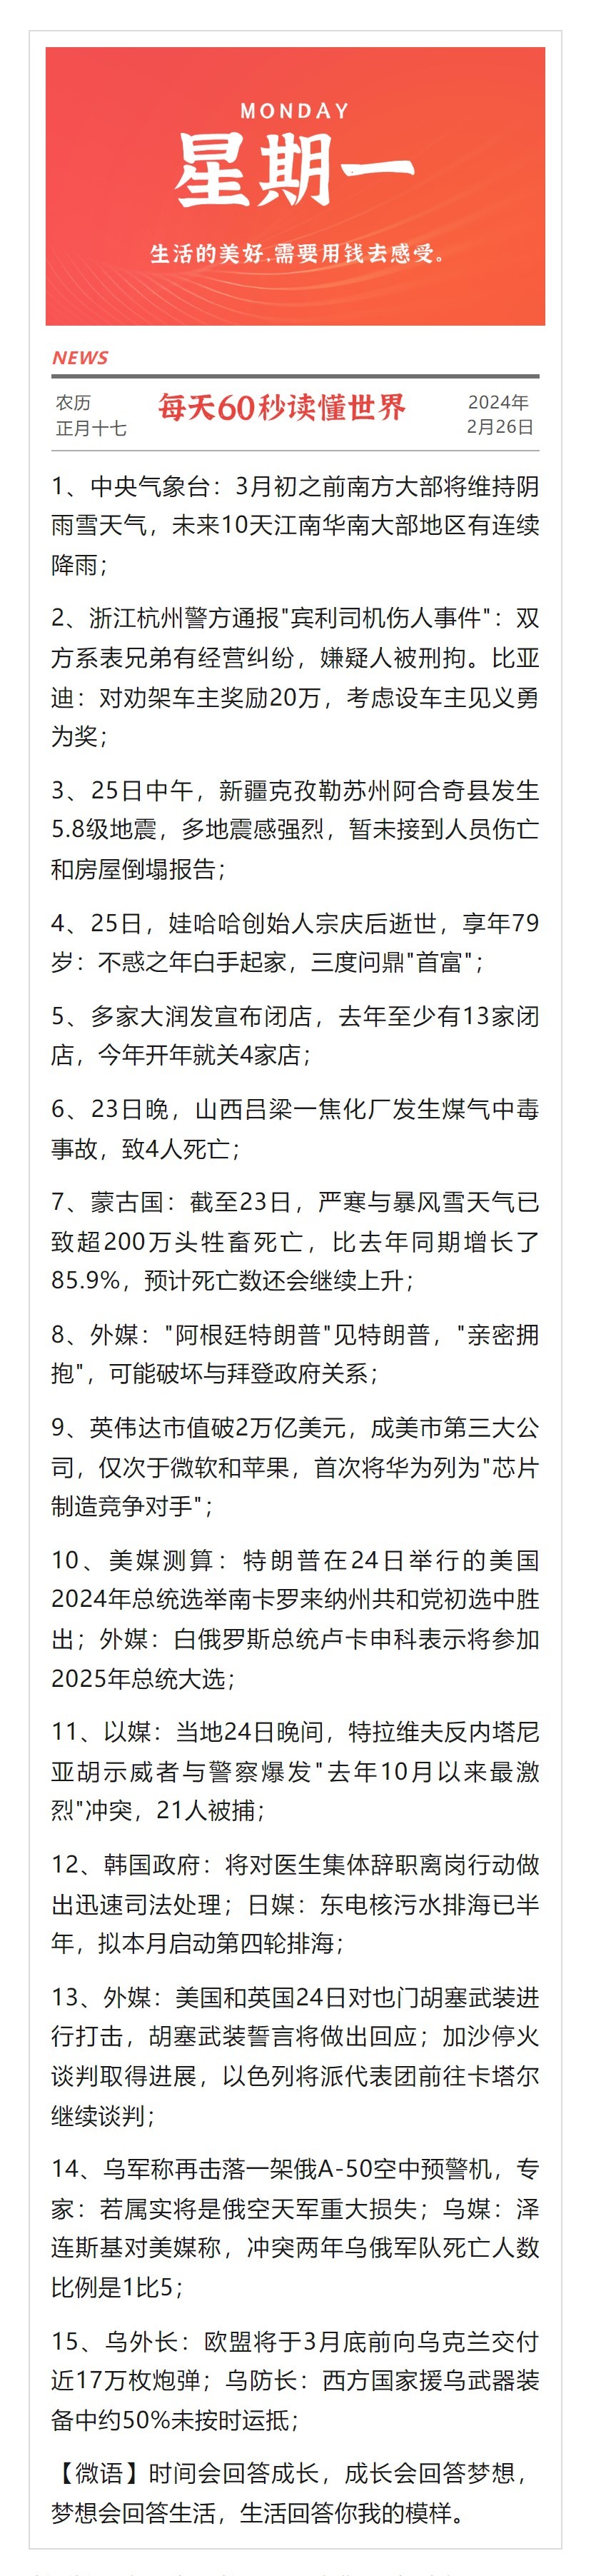 MONDAY
星期一
生活的美好,需要用钱去感受。
NEWS
农历
正月十七
每天60秒读懂世界
2024年
2月26日
1、中央气象台：3月初之前南方大部将维持阴
雨雪天气，未来10天江南华南大部地区有连续
降雨；
2、浙江杭州警方通报"宾利司机伤人事件"：双
方系表兄弟有经营纠纷，嫌疑人被刑拘。比亚
迪：对劝架车主奖励20万，考虑设车主见义勇
为奖；
3、25日中午，新疆克孜勒苏州阿合奇县发生
5.8级地震，多地震感强烈，暂未接到人员伤亡
和房屋倒塌报告；
4、25日，娃哈哈创始人宗庆后逝世，享年79
岁：不惑之年白手起家，三度问鼎"首富"；
5、多家大润发宣布闭店，去年至少有13家闭
店，今年开年就关4家店；
6、23日晚，山西吕梁一焦化厂发生煤气中毒
事故，致4人死亡；
7、蒙古国：截至23日，严寒与暴风雪天气已
致超200万头牲畜死亡，比去年同期增长了
85.9%，预计死亡数还会继续上升；
8、外媒："阿根廷特朗普"见特朗普，"亲密拥
抱"，可能破坏与拜登政府关系；
9、英伟达市值破2万亿美元，成美市第三大公
司，仅次于微软和苹果，首次将华为列为"芯片
制造竞争对手"；
10、美媒测算：特朗普在24日举行的美国
2024年总统选举南卡罗来纳州共和党初选中胜
出；外媒：白俄罗斯总统卢卡申科表示将参加
2025年总统大选；
11、以媒：当地24日晚间，特拉维夫反内塔尼
亚胡示威者与警察爆发"去年10月以来最激
烈"冲突，21人被捕；
12、韩国政府：将对医生集体辞职离岗行动做
出迅速司法处理；日媒：东电核污水排海已半
年，拟本月启动第四轮排海；
13、外媒：美国和英国24日对也门胡塞武装进
行打击，胡塞武装誓言将做出回应；加沙停火
谈判取得进展，以色列将派代表团前往卡塔尔
继续谈判；
14、乌军称再击落一架俄A-50空中预警机，专
家：若属实将是俄空天军重大损失；乌媒：泽
连斯基对美媒称，冲突两年乌俄军队死亡人数
比例是1比5；
15、乌外长：欧盟将于3月底前向乌克兰交付
近17万枚炮弹；乌防长：西方国家援乌武器装
备中约50%未按时运抵；
【微语】时间会回答成长，成长会回答梦想，
梦想会回答生活，生活回答你我的模样。